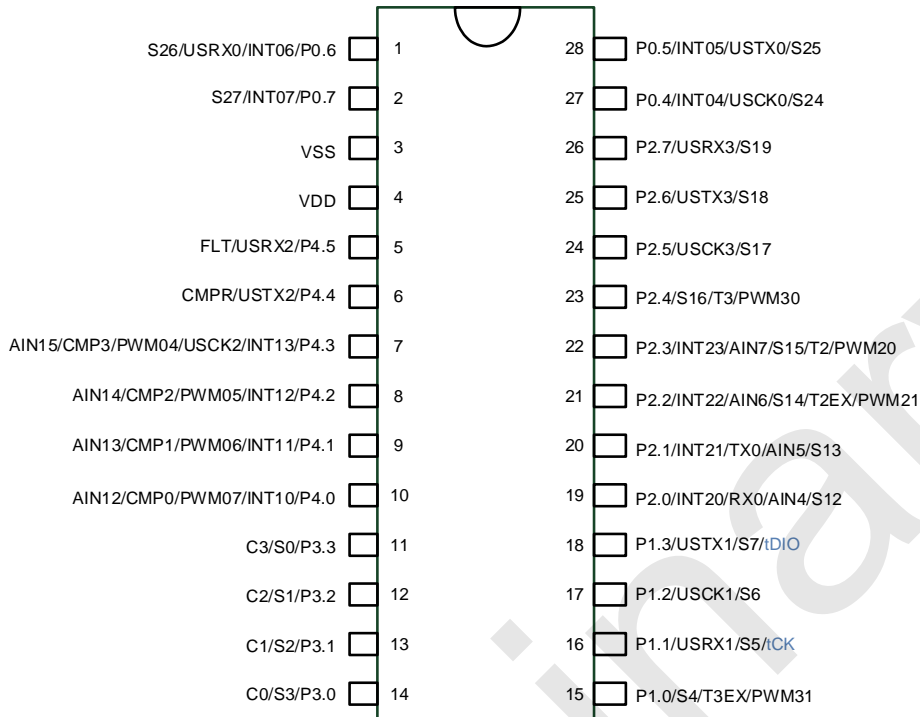 S26/USRX0/INT06/P0.6 1 28 P0.5/INT05/USTX0/S25
S27/INT07/P0.7 2 27 P0.4/INT04/USCK0/S24
VSS 3 26 P2.7/USRX3/S19
VDD 4 25 P2.6/USTX3/S18
FLT/USRX2/P4.5 5 24 P2.5/USCK3/S17
CMPR/USTX2/P4.4 6 23 P2.4/S16/T3/PWM30
AIN15/CMP3/PWM04/USCK2/INT13/P4.3 7 22 P2.3/INT23/AIN7/S15/T2/PWM20
AIN14/CMP2/PWM05/INT12/P4.2 8 21 P2.2/INT22/AIN6/S14/T2EX/PWM21
AIN13/CMP1/PWM06/INT11/P4.1 9 20 P2.1/INT21/TX0/AIN5/S13
AIN12/CMP0/PWM07/INT10/P4.0 10 19 P2.0/INT20/RX0/AIN4/S12
C3/S0/P3.3 11 18 P1.3/USTX1/S7/tDIO
C2/S1/P3.2 12 17 P1.2/USCK1/S6
C1/S2/P3.1 13 16 P1.1/USRX1/S5/tCK
C0/S3/P3.0 14 15 P1.0/S4/T3EX/PWM31